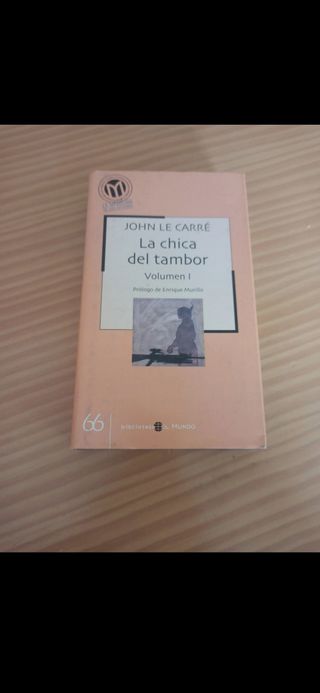 M
JOHN LE CARRÉ
La chica
del tambor
Volumen I
Prólogo de Enrique Murillo
66
BIBLIOTECA EL MUNDO